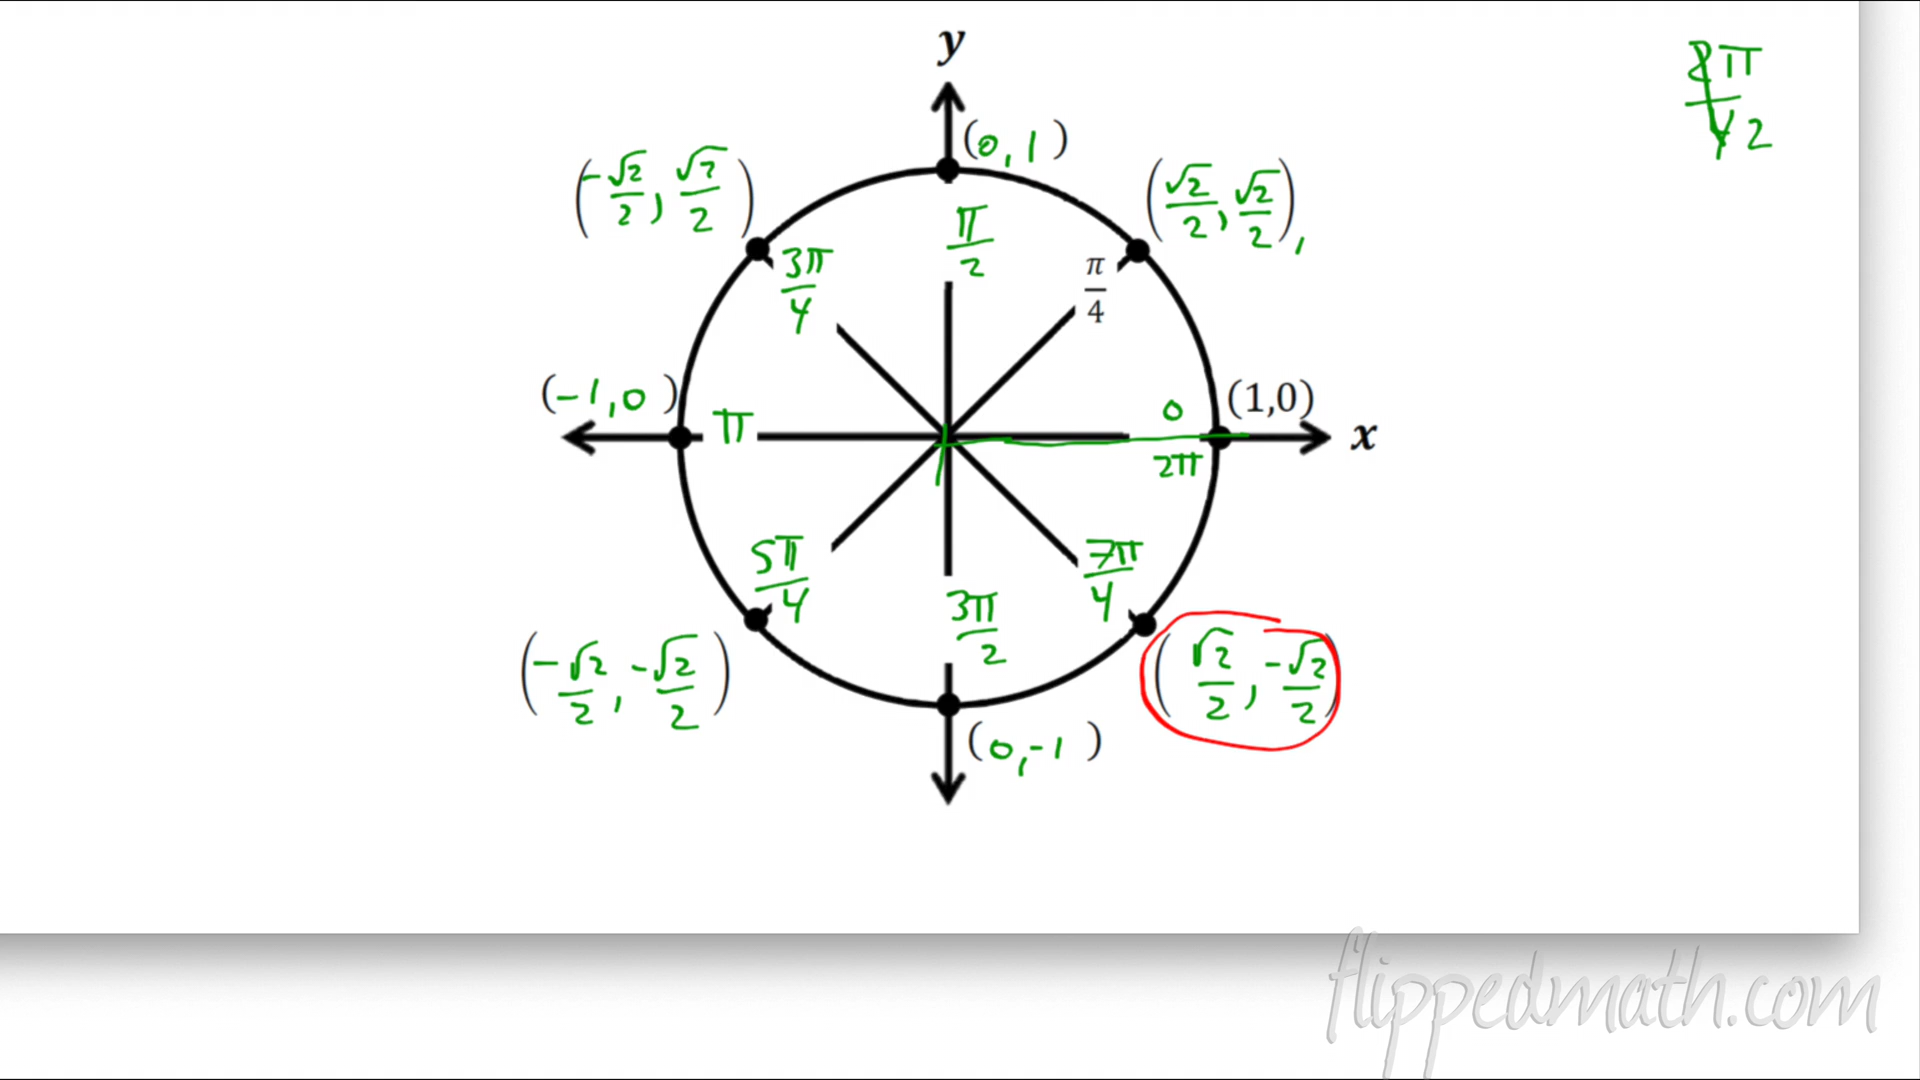 y
8π/4 2
(0, 1)
(-√2/2, √2/2)
(√2/2, √2/2),
π/2
3π/4
π/4
(-1, 0)
(1,0)
π
0
x
2π
5π/4
7π/4
3π/2
(-√2/2, -√2/2)
(√2/2, -√2/2)
(0, -1)
flippedmath.com